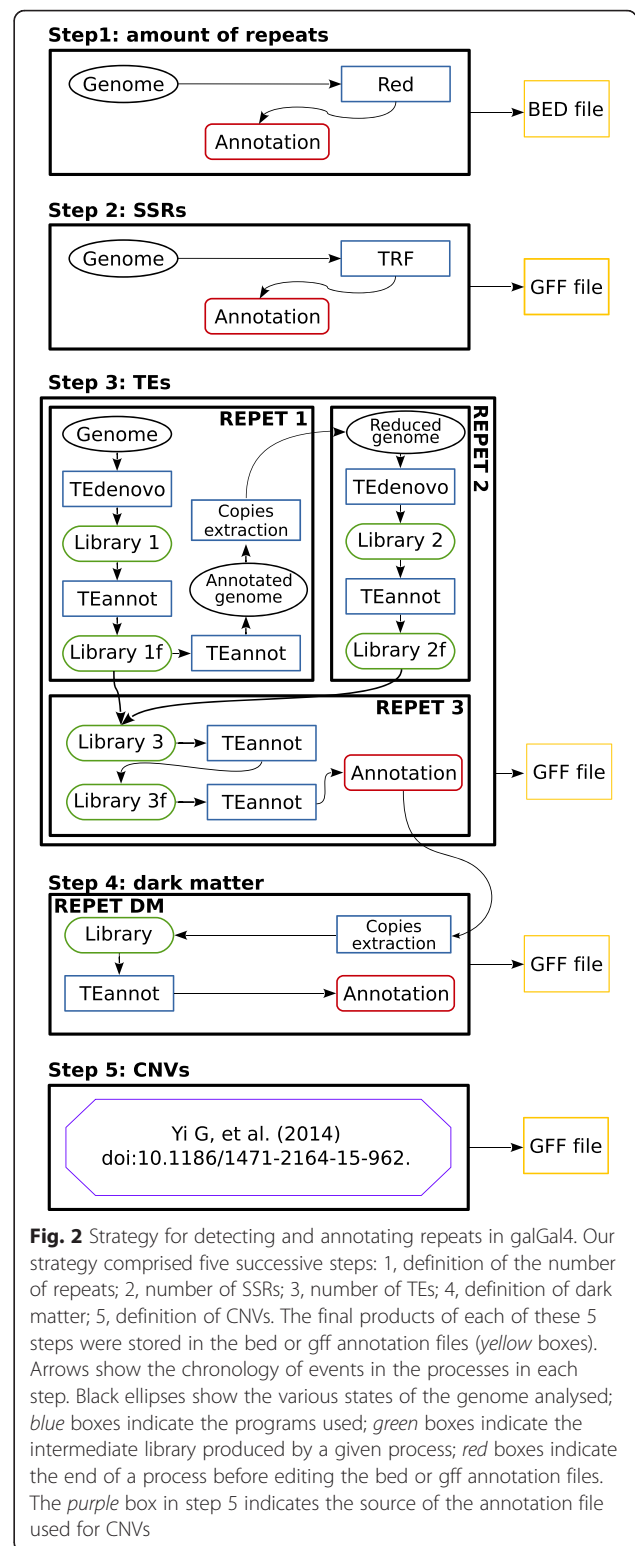 Step1: amount of repeats
Genome
Red
Annotation
BED file
Step 2: SSRs
Genome
TRF
Annotation
GFF file
Step 3: TEs
REPET 1
Genome
TEdenovo
Library 1
TEannot
Library 1f
TEannot
Annotated
genome
Copies
extraction
REPET 2
Reduced
genome
TEdenovo
Library 2
TEannot
Library 2f
REPET 3
Library 3
TEannot
Library 3f
TEannot
Annotation
GFF file
Step 4: dark matter
REPET DM
Library
Copies
extraction
TEannot
Annotation
GFF file
Step 5: CNVs
Yi G, et al. (2014)
doi:10.1186/1471-2164-15-962.
GFF file
Fig. 2 Strategy for detecting and annotating repeats in galGal4. Our
strategy comprised five successive steps: 1, definition of the number
of repeats; 2, number of SSRs; 3, number of TEs; 4, definition of dark
matter; 5, definition of CNVs. The final products of each of these 5
steps were stored in the bed or gff annotation files (yellow boxes).
Arrows show the chronology of events in the processes in each
step. Black ellipses show the various states of the genome analysed;
blue boxes indicate the programs used; green boxes indicate the
intermediate library produced by a given process; red boxes indicate
the end of a process before editing the bed or gff annotation files.
The purple box in step 5 indicates the source of the annotation file
used for CNVs